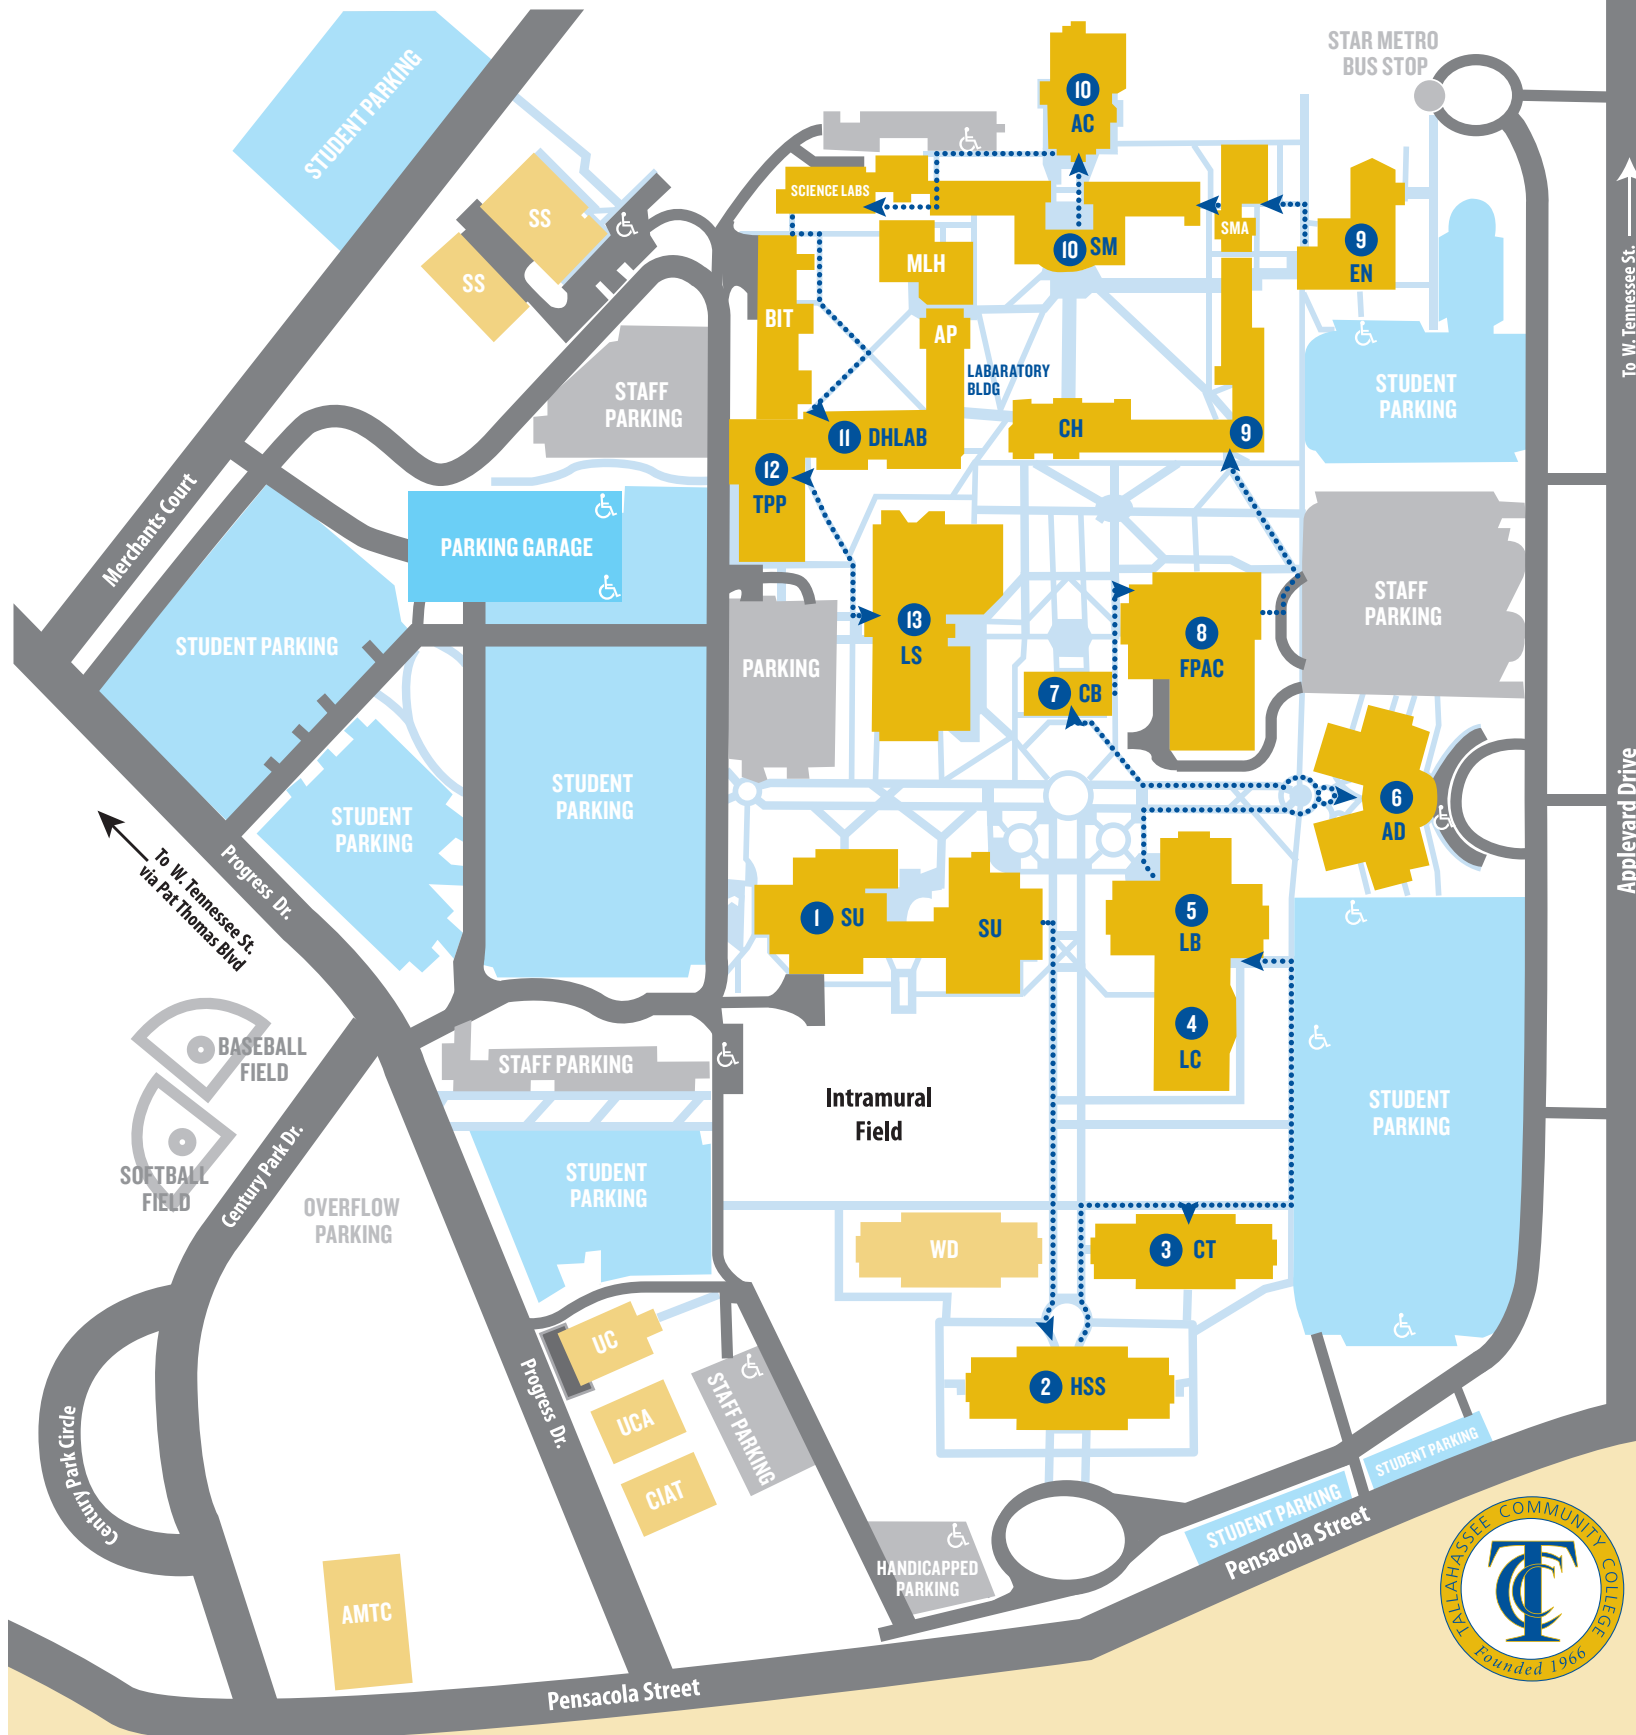 STAR METRO
BUS STOP
STUDENT PARKING
10
AC
SCIENCE LABS
SS
SS
MLH
10 SM
SMA
9
EN
To W. Tennessee St.
BIT
AP
LABARATORY
BLDG
STAFF
PARKING
STUDENT
PARKING
CH
9
11 DHLAB
12
TPP
Merchants Court
PARKING GARAGE
STAFF
PARKING
STUDENT PARKING
13
LS
8
FPAC
PARKING
7 CB
STUDENT
PARKING
STUDENT
PARKING
6
AD
Appleyard Drive
To W. Tennessee St.
via Pat Thomas Blvd
Progress Dr.
1 SU
SU
5
LB
4
LC
BASEBALL
FIELD
STAFF PARKING
Intramural
Field
STUDENT
PARKING
SOFTBALL
FIELD
Century Park Dr.
STUDENT
PARKING
OVERFLOW
PARKING
WD
3 CT
UC
Progress Dr.
STAFF PARKING
2 HSS
UCA
CIAT
Century Park Circle
STUDENT PARKING
STUDENT PARKING
Pensacola Street
HANDICAPPED
PARKING
AMTC
Pensacola Street
TALLAHASSEE COMMUNITY COLLEGE
TCC
Founded 1966